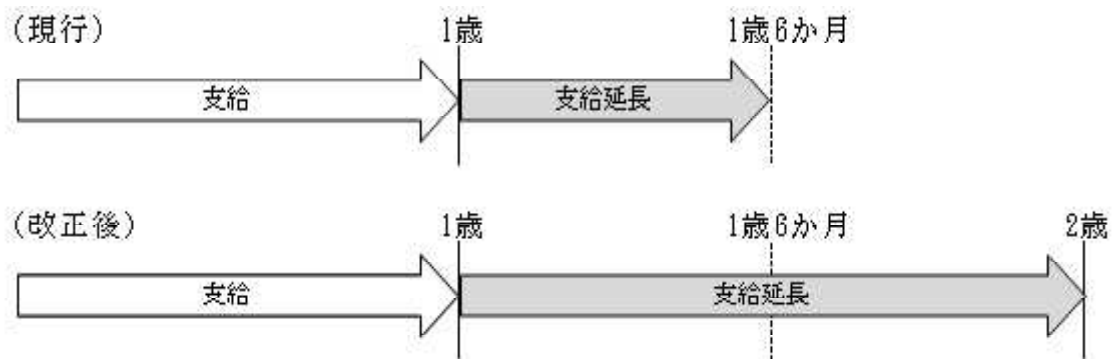 (現行)
1歳 1歳6か月
支給 支給延長
(改正後)
1歳 1歳6か月 2歳
支給 支給延長